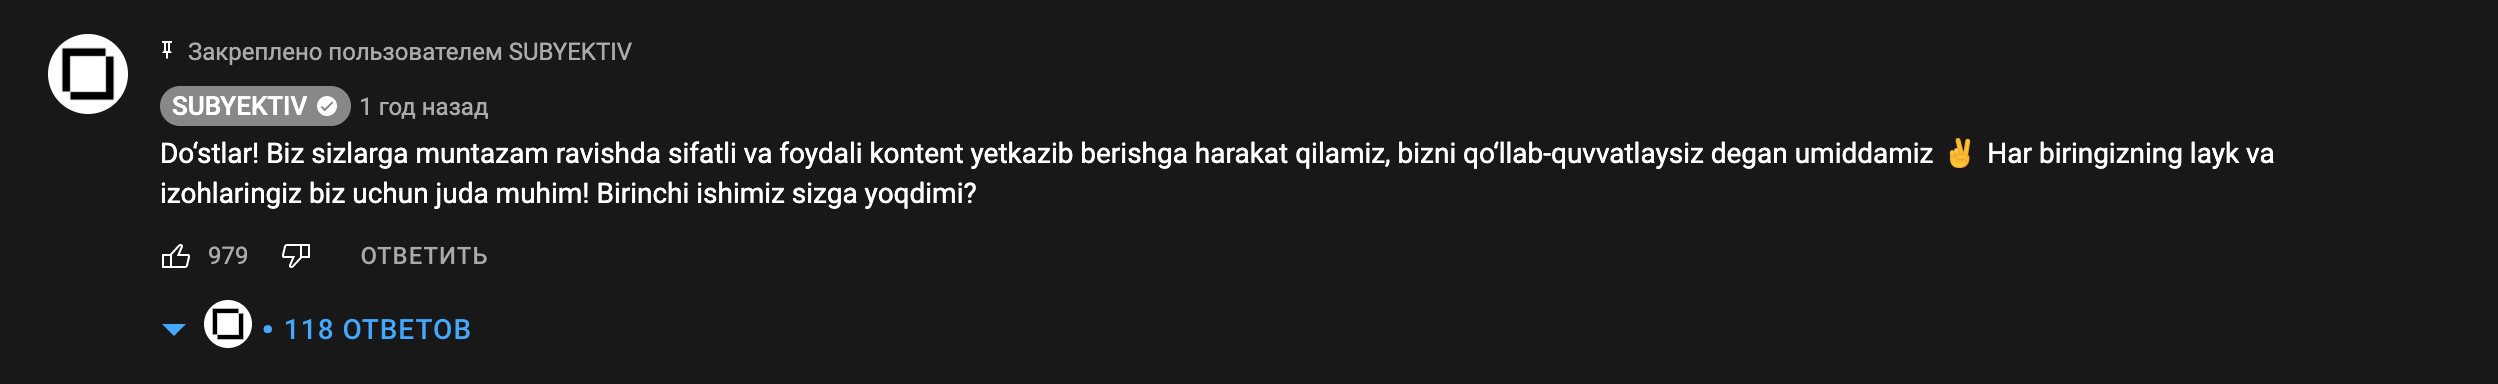 Закреплено пользователем SUBYEKTIV
SUBYEKTIV 1 год назад
Do‘stlar! Biz sizlarga muntazam ravishda sifatli va foydali kontent yetkazib berishga harakat qilamiz, bizni qo‘llab-quvvatlaysiz degan umiddamiz ✌️ Har biringizning layk va
izohlaringiz biz uchun juda muhim! Birinchi ishimiz sizga yoqdimi?
979 ОТВЕТИТЬ
• 118 ОТВЕТОВ